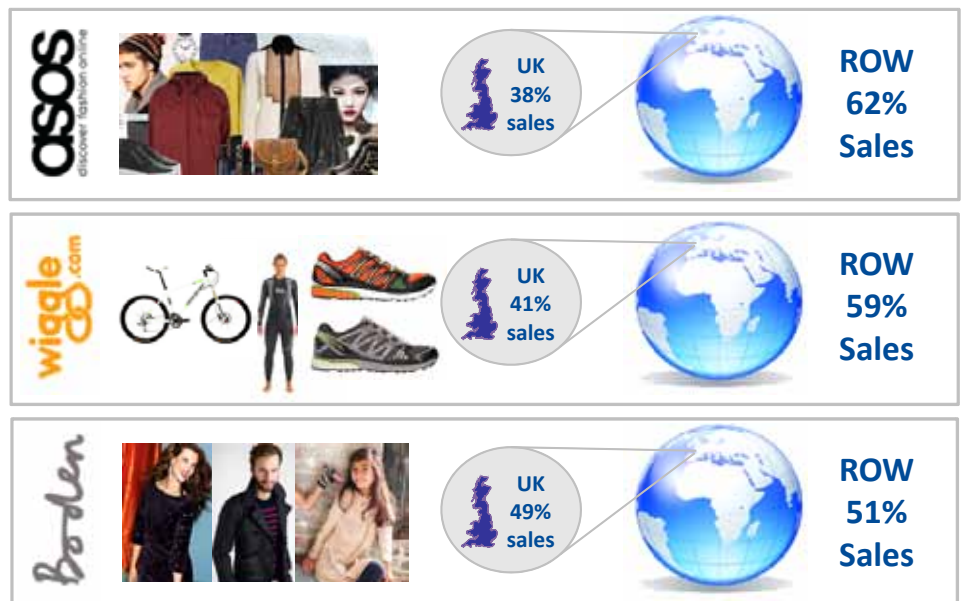 asos
discover fashion online
UK
38%
sales
ROW
62%
Sales
wiggle
.com
UK
41%
sales
ROW
59%
Sales
Boden
UK
49%
sales
ROW
51%
Sales